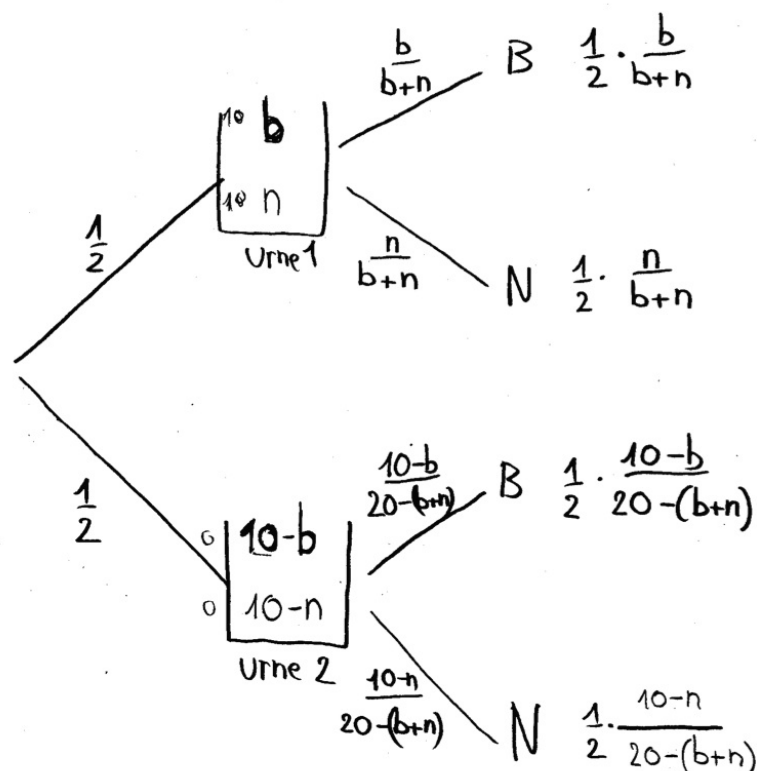 b/(b+n) B 1/2 · b/(b+n)
10 b
10 n
Urne 1
1/2
n/(b+n) N 1/2 · n/(b+n)
1/2
(10-b)/(20-(b+n)) B 1/2 · (10-b)/(20-(b+n))
0 10-b
0 10-n
Urne 2
(10-n)/(20-(b+n)) N 1/2 · (10-n)/(20-(b+n))